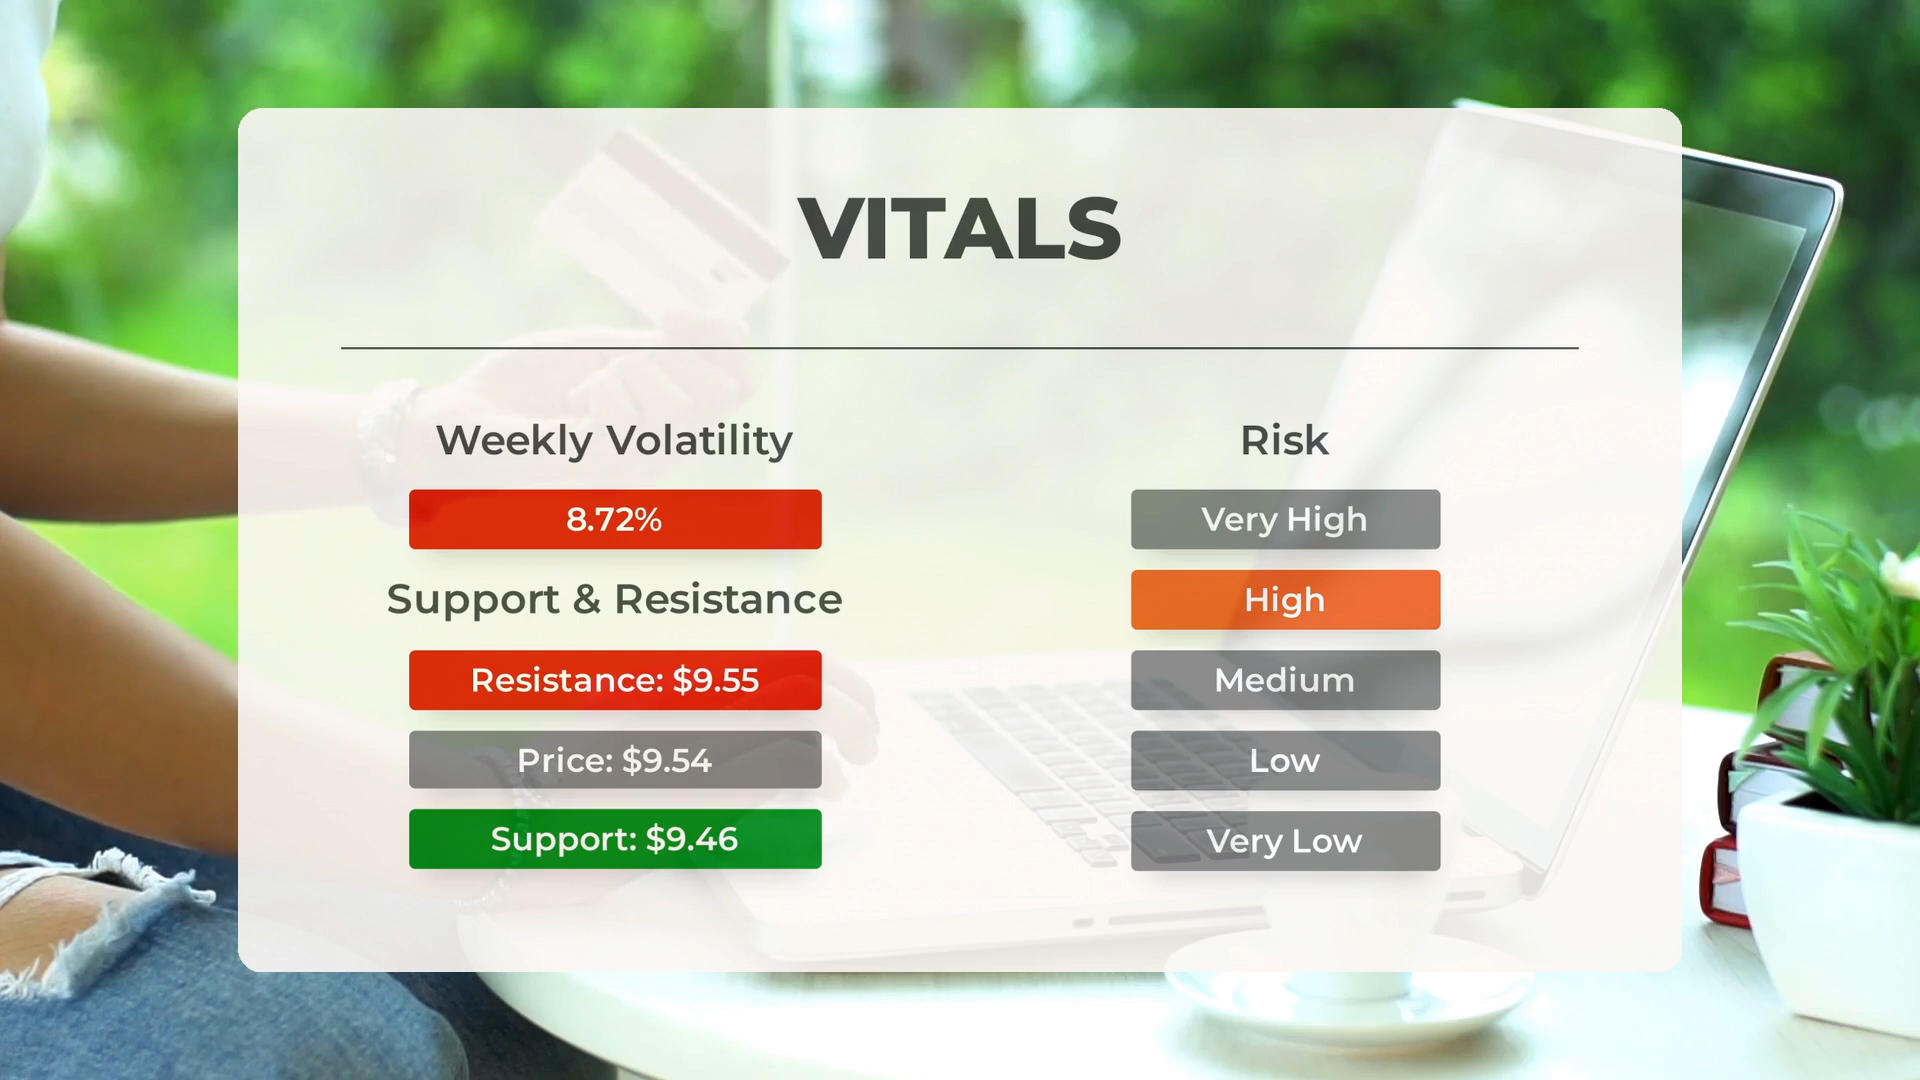 VITALS
Weekly Volatility
8.72%
Support & Resistance
Resistance: $9.55
Price: $9.54
Support: $9.46
Risk
Very High
High
Medium
Low
Very Low